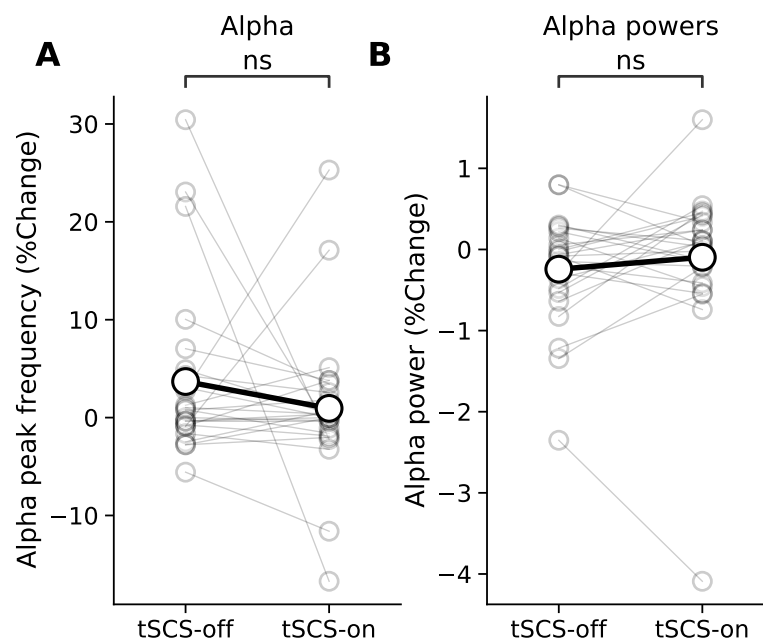 A
Alpha
ns
Alpha peak frequency (%Change)
30
20
10
0
−10
tSCS-off
tSCS-on
B
Alpha powers
ns
Alpha power (%Change)
1
0
−1
−2
−3
−4
tSCS-off
tSCS-on